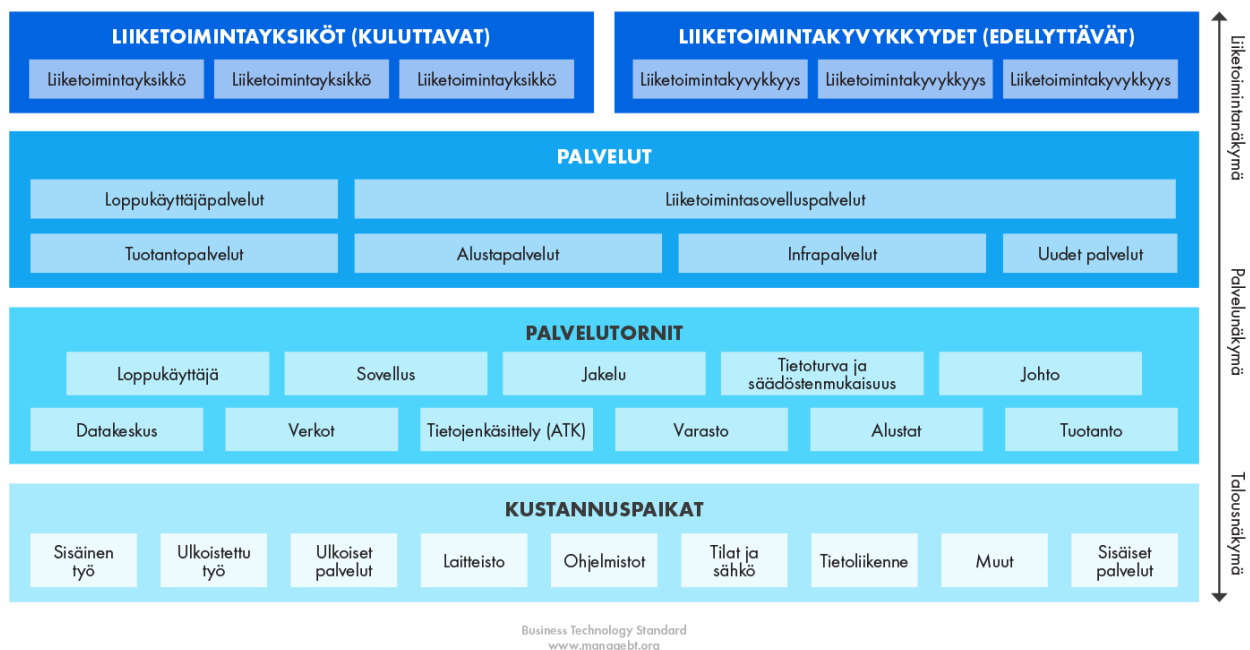 LIIKETOIMINTAYKSIKÖT (KULUTTAVAT)
Liiketoimintayksikkö
Liiketoimintayksikkö
Liiketoimintayksikkö
LIIKETOIMINTAKYVYKKYYDET (EDELLYTTÄVÄT)
Liiketoimintakyvykkyys
Liiketoimintakyvykkyys
Liiketoimintakyvykkyys
PALVELUT
Loppukäyttäjäpalvelut
Liiketoimintasovelluspalvelut
Tuotantopalvelut
Alustapalvelut
Infrapalvelut
Uudet palvelut
PALVELUTORNIT
Loppukäyttäjä
Sovellus
Jakelu
Tietoturva ja
säädöstenmukaisuus
Johto
Datakeskus
Verkot
Tietojenkäsittely (ATK)
Varasto
Alustat
Tuotanto
KUSTANNUSPAIKAT
Sisäinen
työ
Ulkoistettu
työ
Ulkoiset
palvelut
Laitteisto
Ohjelmistot
Tilat ja
sähkö
Tietoliikenne
Muut
Sisäiset
palvelut
Liiketoimintanäkymä
Palvelunäkymä
Talousnäkymä
Business Technology Standard
www.managebt.org